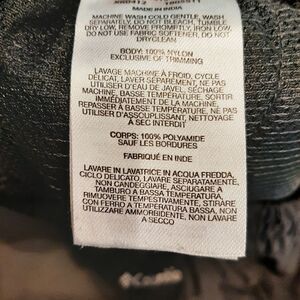 MADE IN INDIA
MACHINE WASH COLD GENTLE, WASH
SEPARATELY, DO NOT BLEACH, TUMBLE
DRY LOW, REMOVE PROMPTLY, IRON LOW,
DO NOT USE FABRIC SOFTENER, DO NOT
DRYCLEAN
BODY: 100% NYLON
EXCLUSIVE OF TRIMMING
LAVAGE MACHINE À FROID, CYCLE
DELICAT, LAVER SEPAREMENT, NE PAS
UTILISER D'EAU DE JAVEL, SÉCHAGE
MACHINE, BASSE TEMPÉRATURE, SORTIR
IMMÉDIATEMENT DE LA MACHINE,
REPASSER À BASSE TEMPÉRATURE, NE PAS
UTILISER D'ASSOUPLISSANT, NETTOYAGE
À SEC INTERDIT
CORPS: 100% POLYAMIDE
SAUF LES BORDURES
FABRIQUÉ EN INDE
LAVARE IN LAVATRICE IN ACQUA FREDDA,
CICLO DELICATO, LAVARE SEPARATAMENTE,
NON CANDEGGIARE, ASCIUGARE A
TAMBURO A BASSA TEMPERATURA,
RIMUOVERE TEMPESTIVAMENTE, STIRARE
CON FERRO A TEMPERATURA BASSA, NON
UTILIZZARE AMMORBIDENTE, NON LAVARE
A SECCO
Columbia